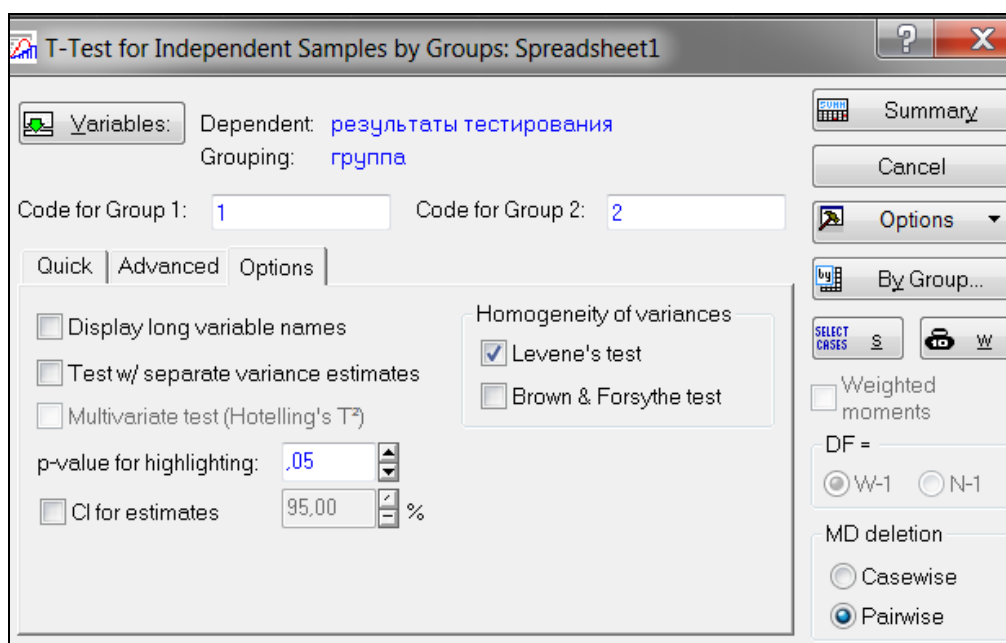 T-Test for Independent Samples by Groups: Spreadsheet1
Variables: Dependent: результаты тестирования
Grouping: группа
Code for Group 1: 1 Code for Group 2: 2
Quick Advanced Options
Display long variable names
Test w/ separate variance estimates
Multivariate test (Hotelling's T²)
p-value for highlighting: ,05
CI for estimates 95,00 %
Homogeneity of variances
Levene's test
Brown & Forsythe test
Summary
Cancel
Options
By Group...
SELECT CASES S W
Weighted
moments
DF =
W-1 N-1
MD deletion
Casewise
Pairwise